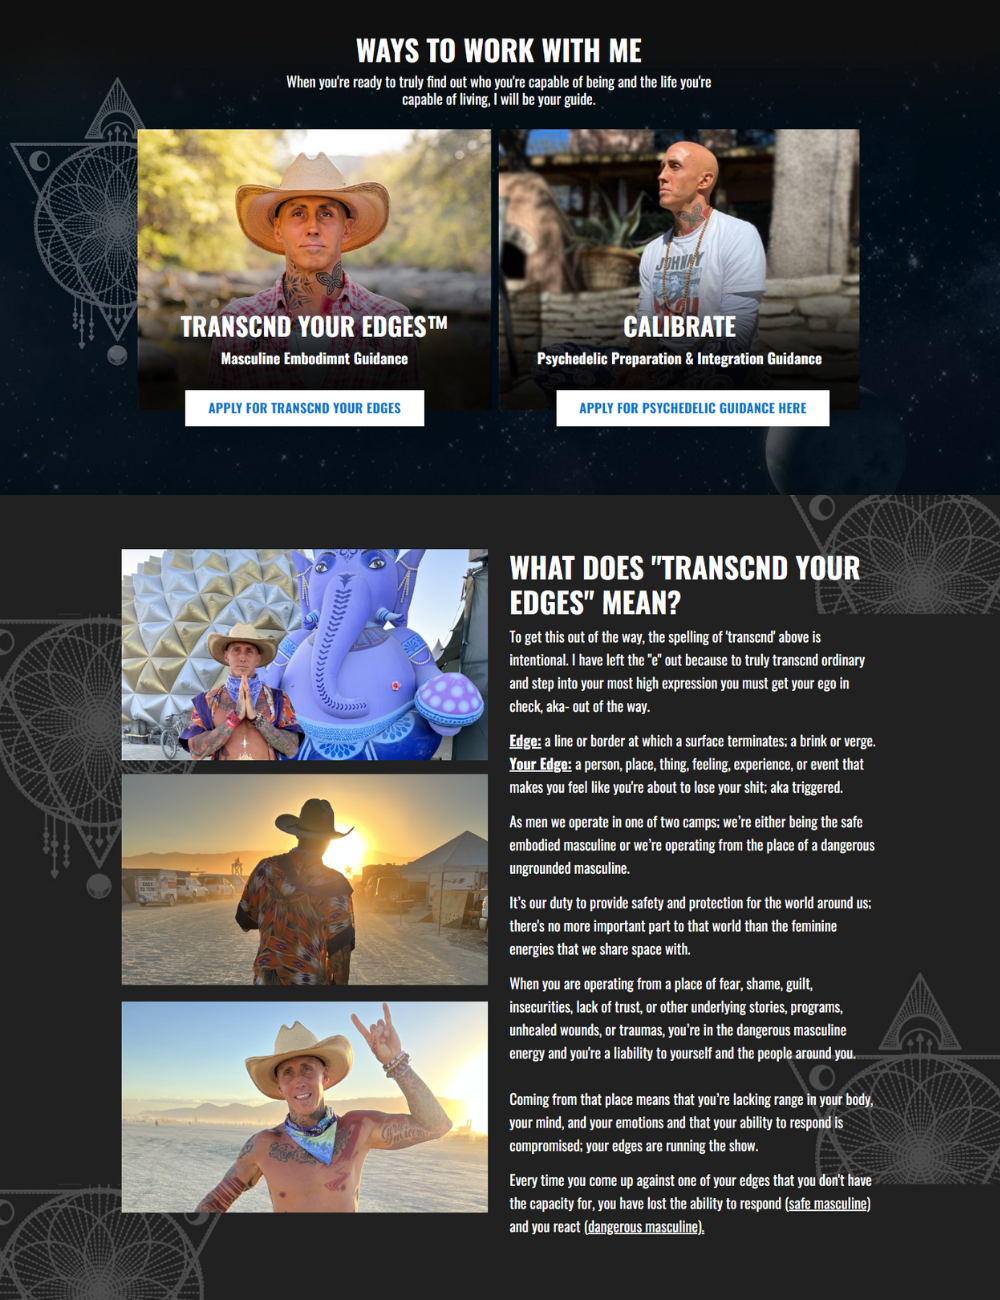 WAYS TO WORK WITH ME
When you're ready to truly find out who you're capable of being and the life you're
capable of living, I will be your guide.
JOHNNY
TRANSCND YOUR EDGES™
Masculine Embodimnt Guidance
APPLY FOR TRANSCND YOUR EDGES
CALIBRATE
Psychedelic Preparation & Integration Guidance
APPLY FOR PSYCHEDELIC GUIDANCE HERE
WHAT DOES "TRANSCND YOUR
EDGES" MEAN?
To get this out of the way, the spelling of 'transcnd' above is
intentional. I have left the "e" out because to truly transcnd ordinary
and step into your most high expression you must get your ego in
check, aka- out of the way.
Edge: a line or border at which a surface terminates; a brink or verge.
Your Edge: a person, place, thing, feeling, experience, or event that
makes you feel like you're about to lose your shit; aka triggered.
As men we operate in one of two camps; we're either being the safe
embodied masculine or we're operating from the place of a dangerous
ungrounded masculine.
It's our duty to provide safety and protection for the world around us;
there's no more important part to that world than the feminine
energies that we share space with.
When you are operating from a place of fear, shame, guilt,
insecurities, lack of trust, or other underlying stories, programs,
unhealed wounds, or traumas, you're in the dangerous masculine
energy and you're a liability to yourself and the people around you.
Coming from that place means that you're lacking range in your body,
your mind, and your emotions and that your ability to respond is
compromised; your edges are running the show.
Every time you come up against one of your edges that you don't have
the capacity for, you have lost the ability to respond (safe masculine)
and you react (dangerous masculine).